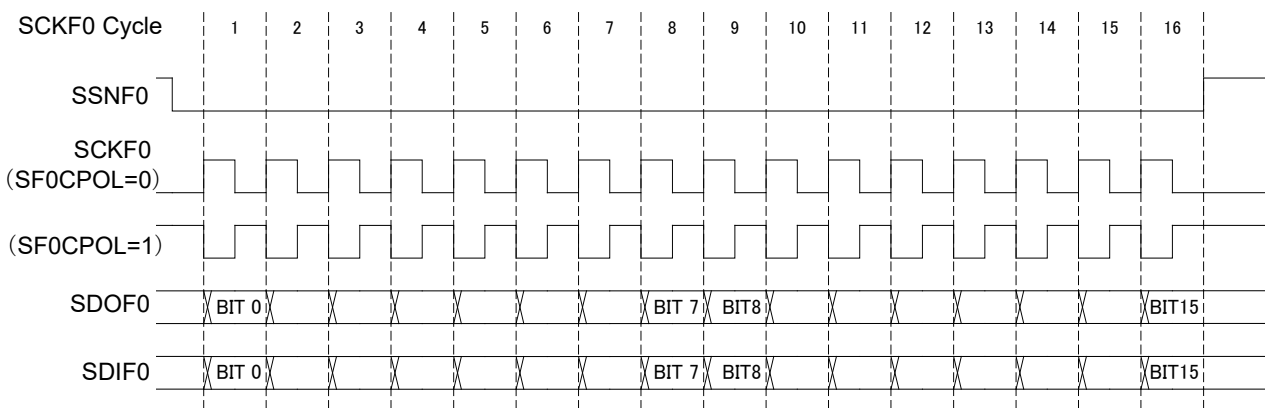 SCKF0 Cycle 1 2 3 4 5 6 7 8 9 10 11 12 13 14 15 16
SSNF0
SCKF0
(SF0CPOL=0)
(SF0CPOL=1)
SDOF0 BIT 0 BIT 7 BIT8 BIT15
SDIF0 BIT 0 BIT 7 BIT8 BIT15